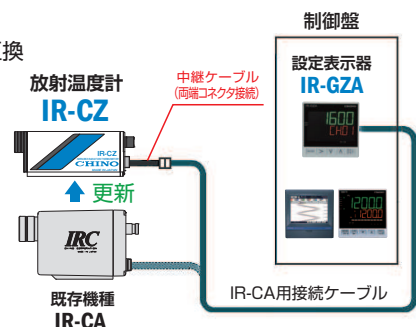 換
制御盤
放射温度計
IR-CZ
中継ケーブル
(両端コネクタ接続)
設定表示器
IR-GZA
1600
CH01
IR-CZ
CHINO
更新
IRC
1200.0
1200.0
既存機種
IR-CA
IR-CA用接続ケーブル